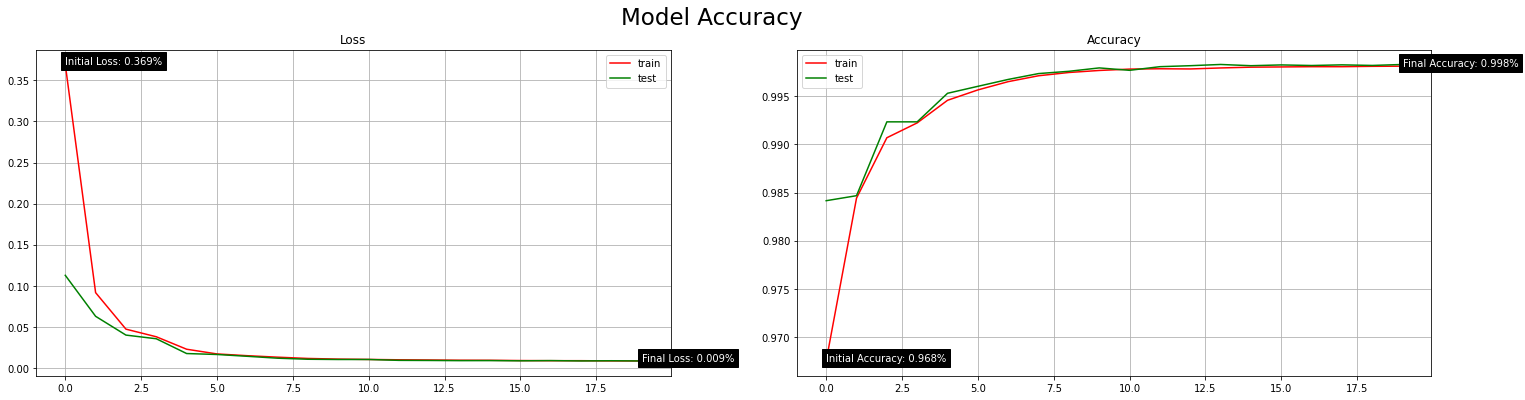 Model Accuracy
Loss
Initial Loss: 0.369%
train
test
0.35
0.30
0.25
0.20
0.15
0.10
0.05
0.00
Final Loss: 0.009%
0.0 2.5 5.0 7.5 10.0 12.5 15.0 17.5
Accuracy
train
test
Final Accuracy: 0.998%
0.995
0.990
0.985
0.980
0.975
0.970
Initial Accuracy: 0.968%
0.0 2.5 5.0 7.5 10.0 12.5 15.0 17.5